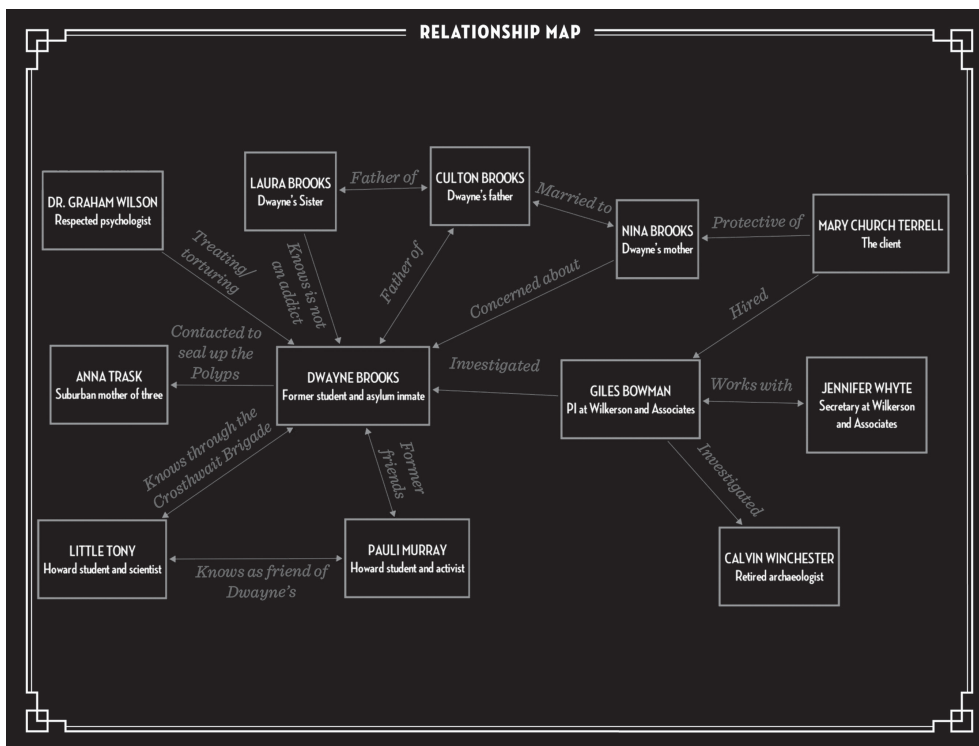 RELATIONSHIP MAP
DR. GRAHAM WILSON
Respected psychologist
LAURA BROOKS
Dwayne's Sister
Father of
CULTON BROOKS
Dwayne's father
Married to
NINA BROOKS
Dwayne's mother
Protective of
MARY CHURCH TERRELL
The client
Treating/
torturing
Knows is not
an addict
Father of
Concerned about
Hired
Contacted to
seal up the
Polyps
ANNA TRASK
Suburban mother of three
DWAYNE BROOKS
Former student and asylum inmate
Investigated
GILES BOWMAN
PI at Wilkerson and Associates
Works with
JENNIFER WHYTE
Secretary at Wilkerson
and Associates
Knows through the
Crosthwait Brigade
Former
friends
Investigated
LITTLE TONY
Howard student and scientist
Knows as friend of
Dwayne's
PAULI MURRAY
Howard student and activist
CALVIN WINCHESTER
Retired archaeologist